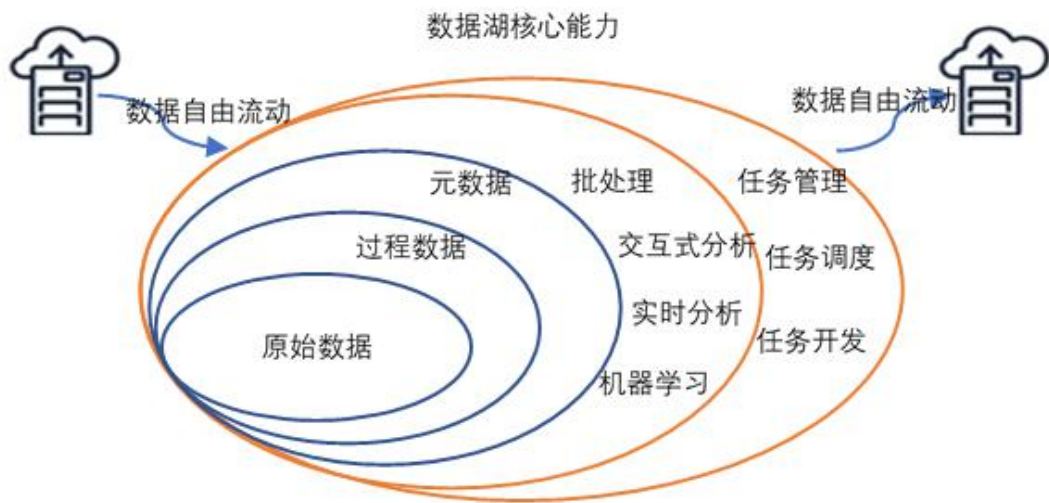 数据湖核心能力
数据自由流动
数据自由流动
元数据
批处理
任务管理
过程数据
交互式分析
任务调度
实时分析
原始数据
任务开发
机器学习